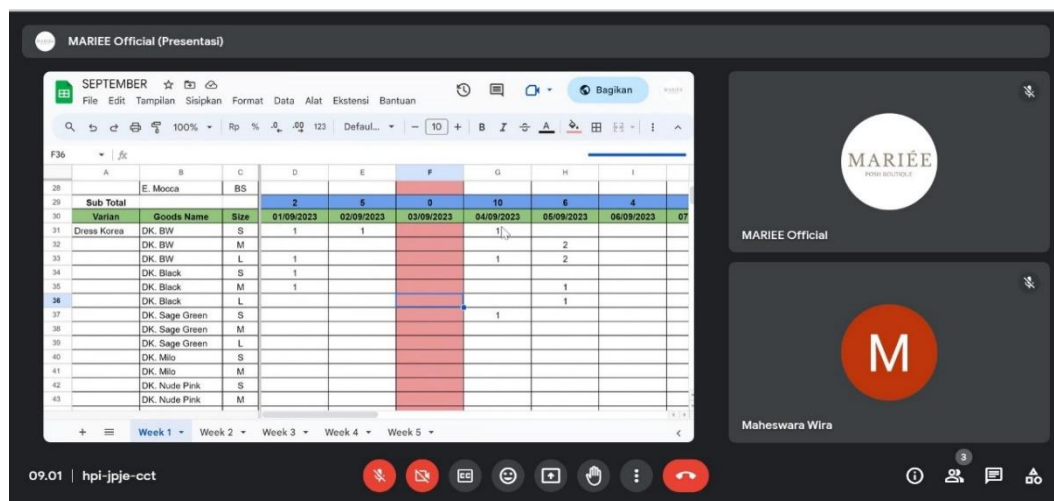 MARIEE Official (Presentasi)
SEPTEMBER
File Edit Tampilan Sisipkan Format Data Alat Ekstensi Bantuan
Bagikan
100% Rp % .0 .00 123 Defaul... − 10 + B I A
F36 fx
A B C D E F G H I
28 E. Mocca BS
29 Sub Total 2 5 0 10 6 4
30 Varian Goods Name Size 01/09/2023 02/09/2023 03/09/2023 04/09/2023 05/09/2023 06/09/2023 07
31 Dress Korea DK. BW S 1 1 1
32 DK. BW M 2
33 DK. BW L 1 1 2
34 DK. Black S 1
35 DK. Black M 1 1
36 DK. Black L 1
37 DK. Sage Green S 1
38 DK. Sage Green M
39 DK. Sage Green L
40 DK. Milo S
41 DK. Milo M
42 DK. Nude Pink S
43 DK. Nude Pink M
+ Week 1 Week 2 Week 3 Week 4 Week 5
MARIÉE
POSH BOUTIQUE
MARIEE Official
M
Maheswara Wira
09.01 | hpi-jpje-cct
3